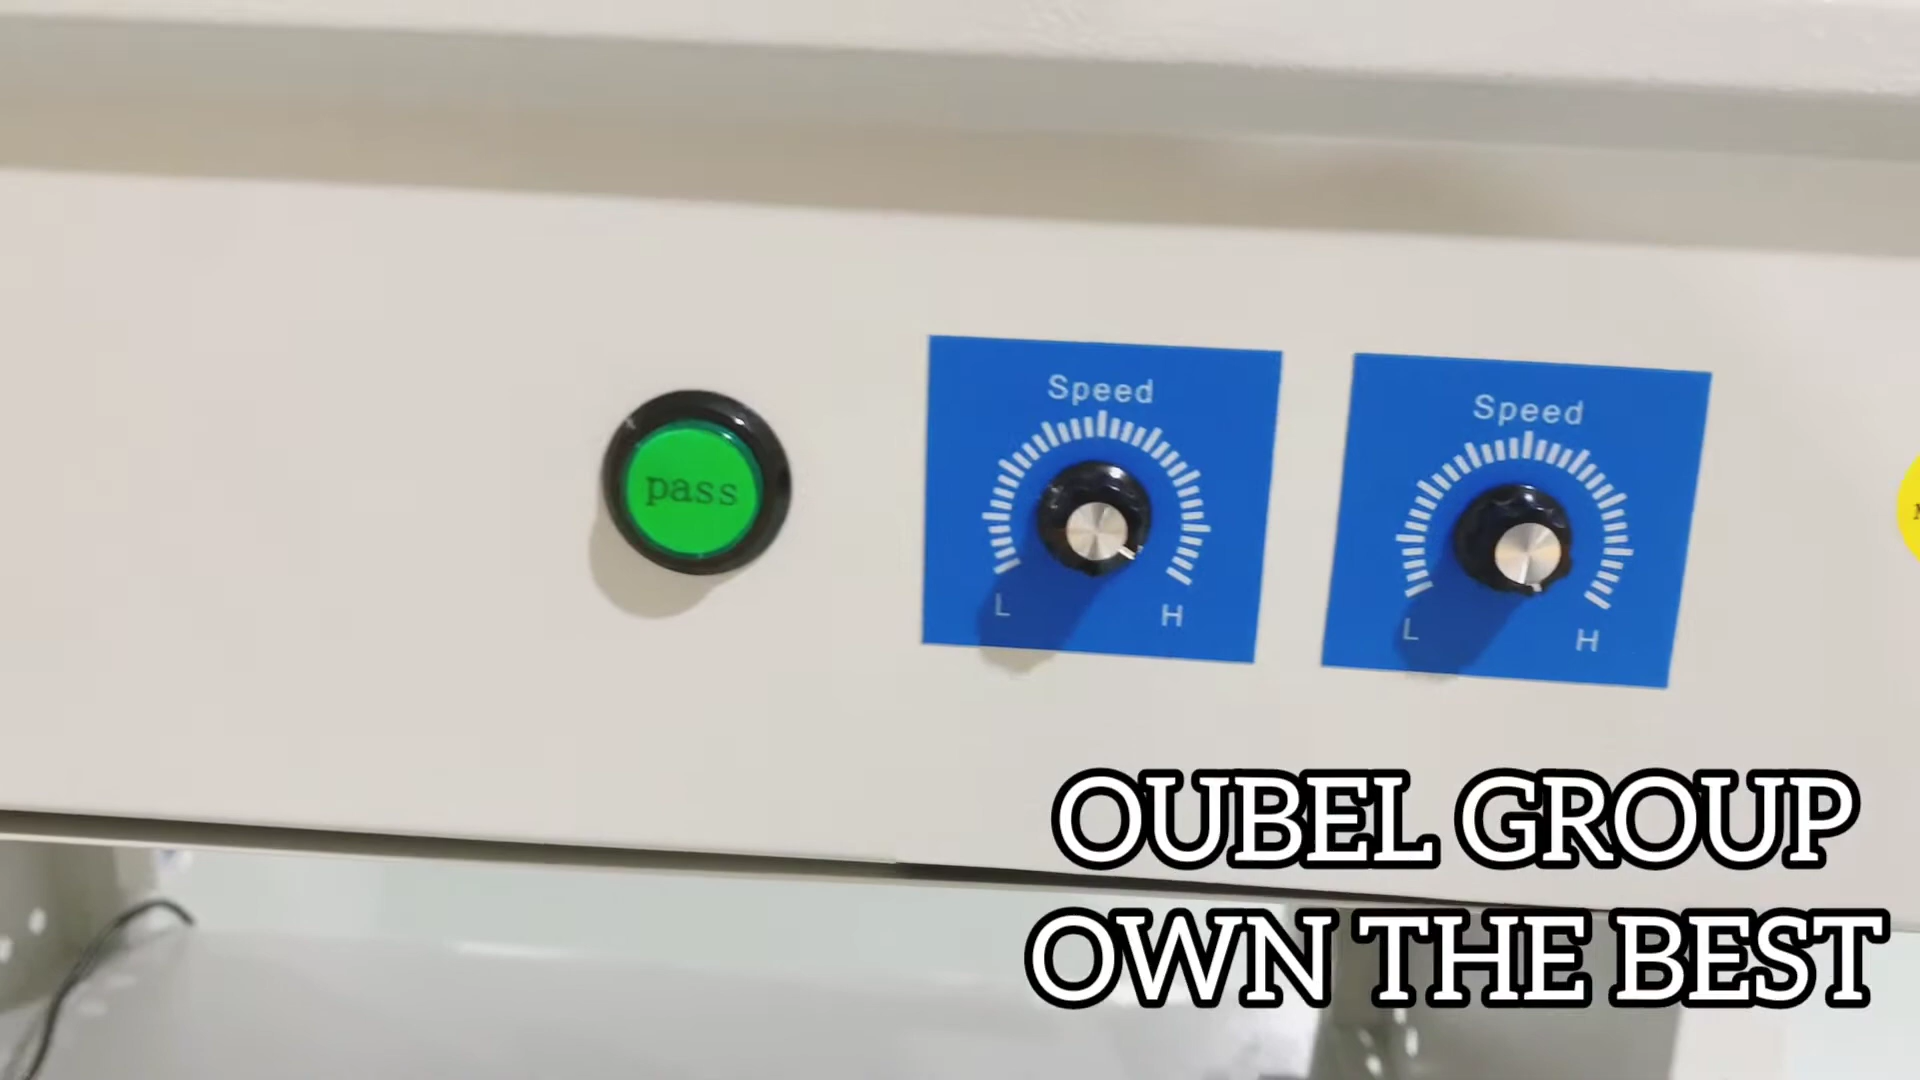 pass
Speed
L H
Speed
L H
OUBEL GROUP
OWN THE BEST